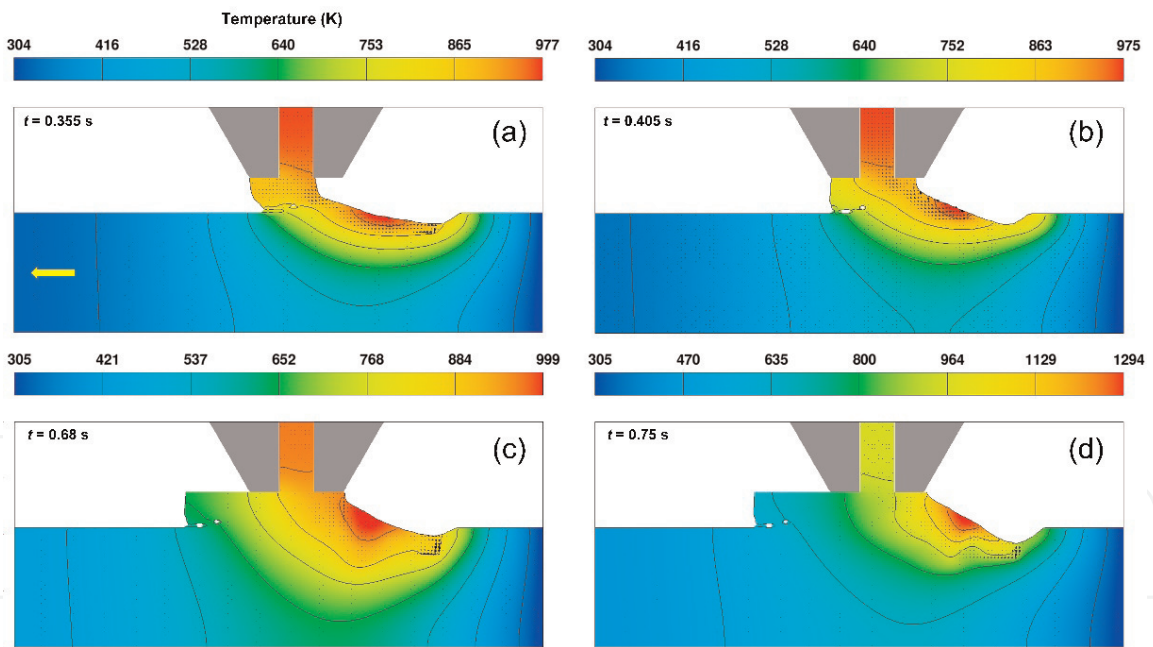 Temperature (K)
304 416 528 640 753 865 977
t = 0.355 s
(a)
304 416 528 640 752 863 975
t = 0.405 s
(b)
305 421 537 652 768 884 999
t = 0.68 s
(c)
305 470 635 800 964 1129 1294
t = 0.75 s
(d)